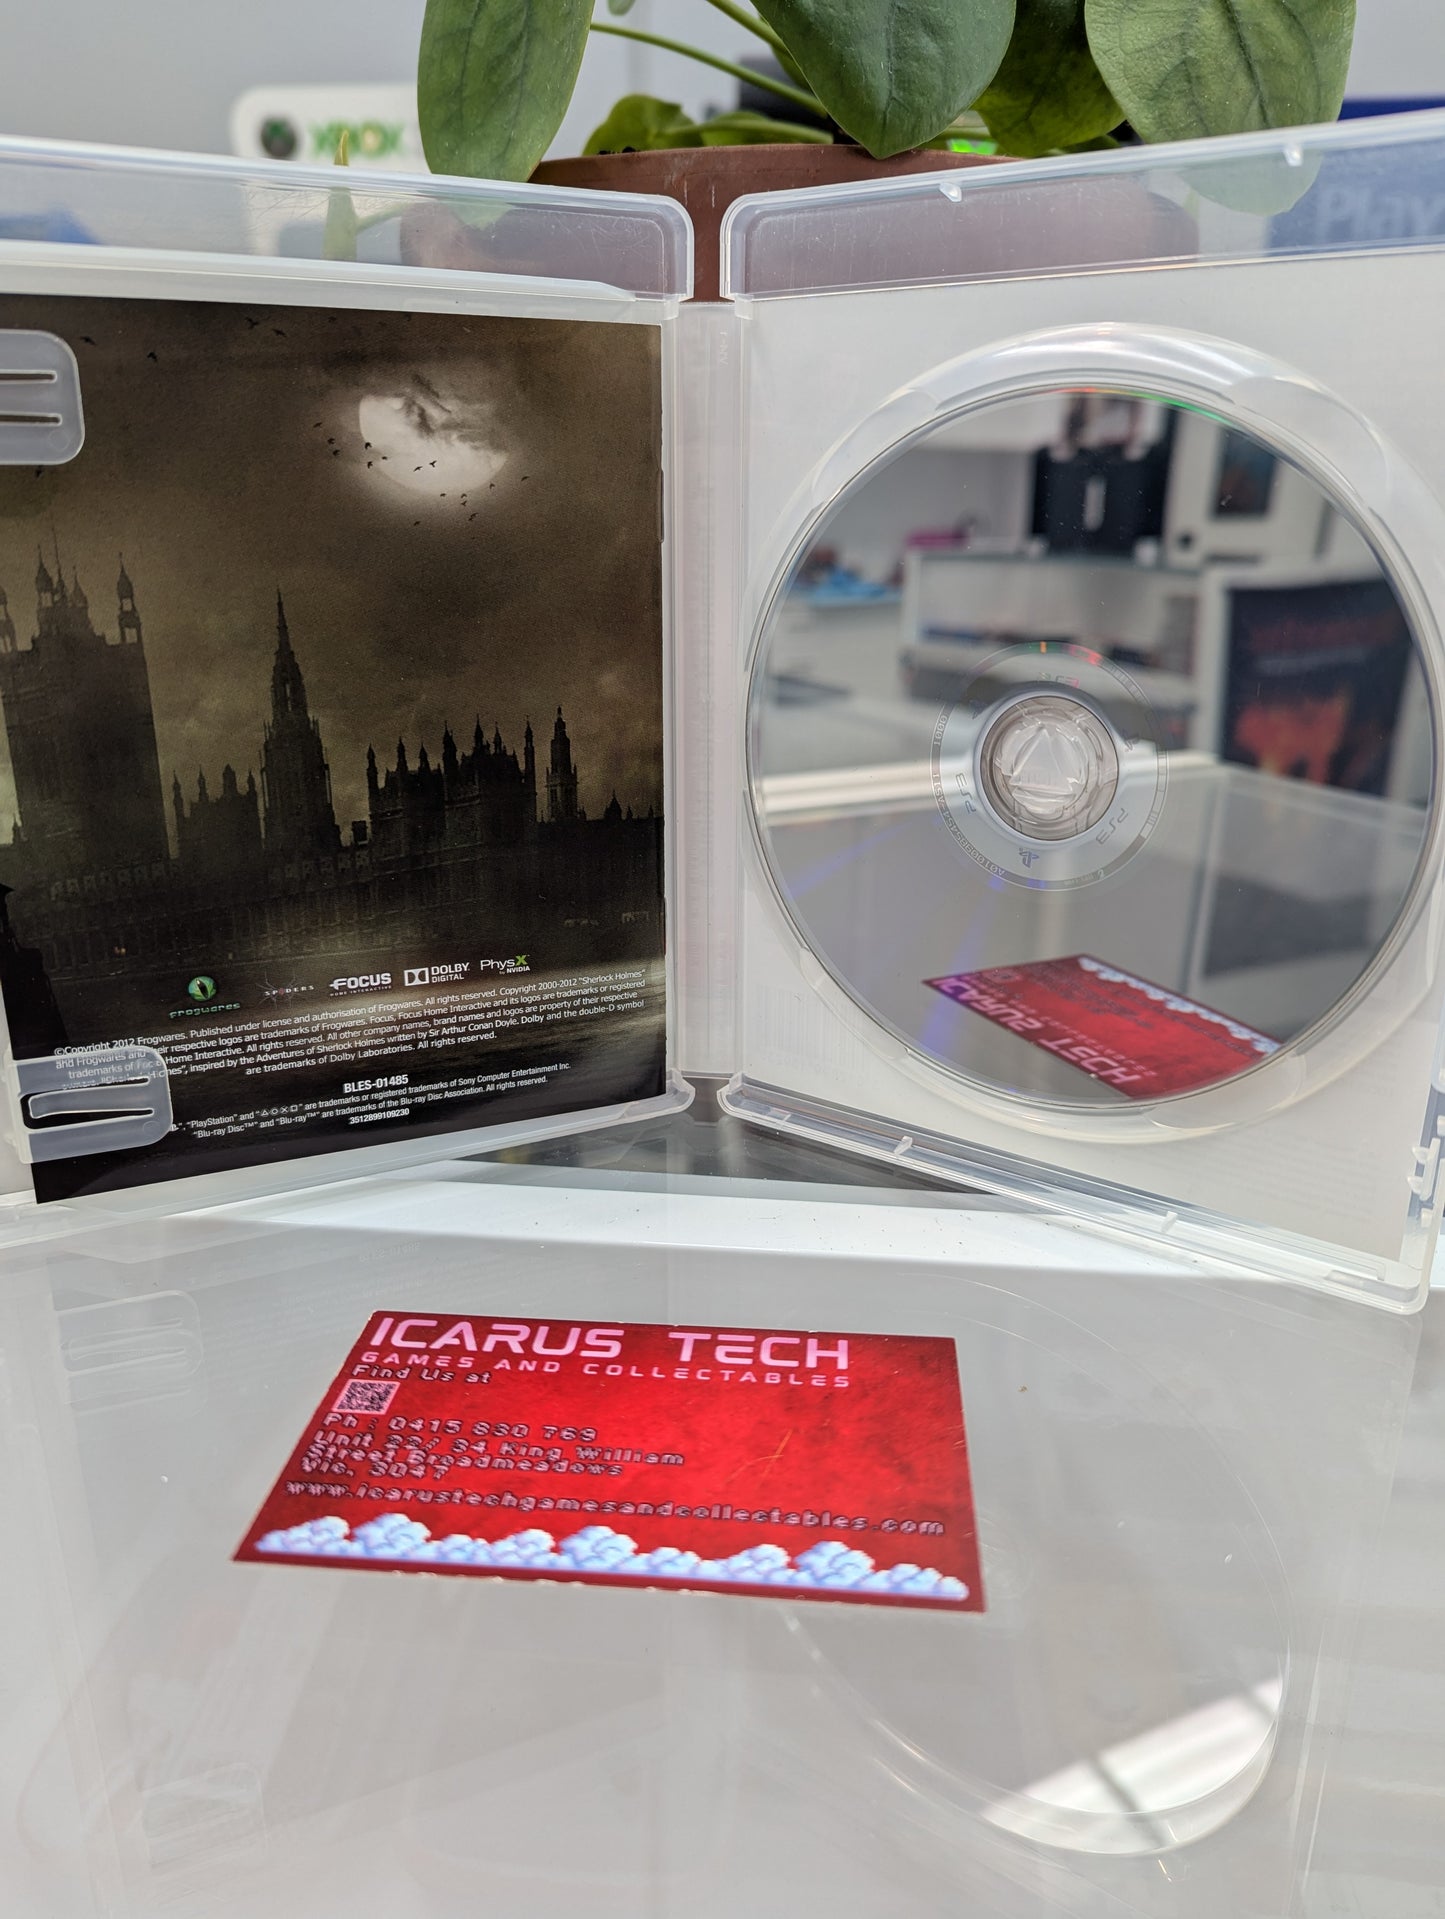 XBOX
Play
frogwares
SPIDERS
FOCUS
HOME INTERACTIVE
DOLBY
DIGITAL
PhysX
by NVIDIA
©Copyright 2012 Frogwares. All rights reserved. Published under license and authorisation of Frogwares. All rights reserved. Copyright 2000-2012 "Sherlock Holmes"
and Frogwares and their respective logos are trademarks of Frogwares. Focus, Focus Home Interactive and its logos are trademarks or registered
trademarks of Focus Home Interactive. All rights reserved. All other company names, brand names and logos are property of their respective
Holmes", inspired by the Adventures of Sherlock Holmes written by Sir Arthur Conan Doyle. Dolby and the double-D symbol
are trademarks of Dolby Laboratories. All rights reserved.
BLES-01485
"PlayStation" and "△○✕□" are trademarks or registered trademarks of Sony Computer Entertainment Inc.
"Blu-ray Disc™" and "Blu-ray™" are trademarks of the Blu-ray Disc Association. All rights reserved.
3512899109230
PS3
PS3
ICARUS TECH
GAMES AND COLLECTABLES
Find Us at
Ph : 0415 830 769
Unit 22, 34 King William
Street Broadmeadows
Vic, 3047
www.icarustechgamesandcollectables.com